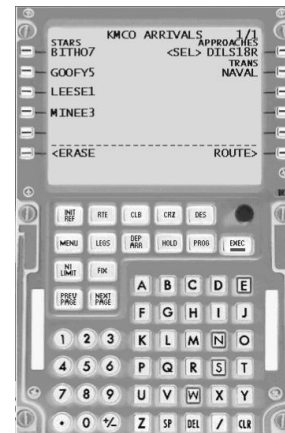 KMCO ARRIVALS 1/1
STARS APPROACHES
BITHO7 <SEL> DILS18R
TRANS
GOOFY5 NAVAL
LEESE1
MINEE3
<ERASE ROUTE>
INIT REF RTE CLB CRZ DES
MENU LEGS DEP ARR HOLD PROG EXEC
N1 LIMIT FIX
PREV PAGE NEXT PAGE
A B C D E
F G H I J
1 2 3 K L M N O
4 5 6 P Q R S T
7 8 9 U V W X Y
. 0 +/- Z SP DEL / CLR